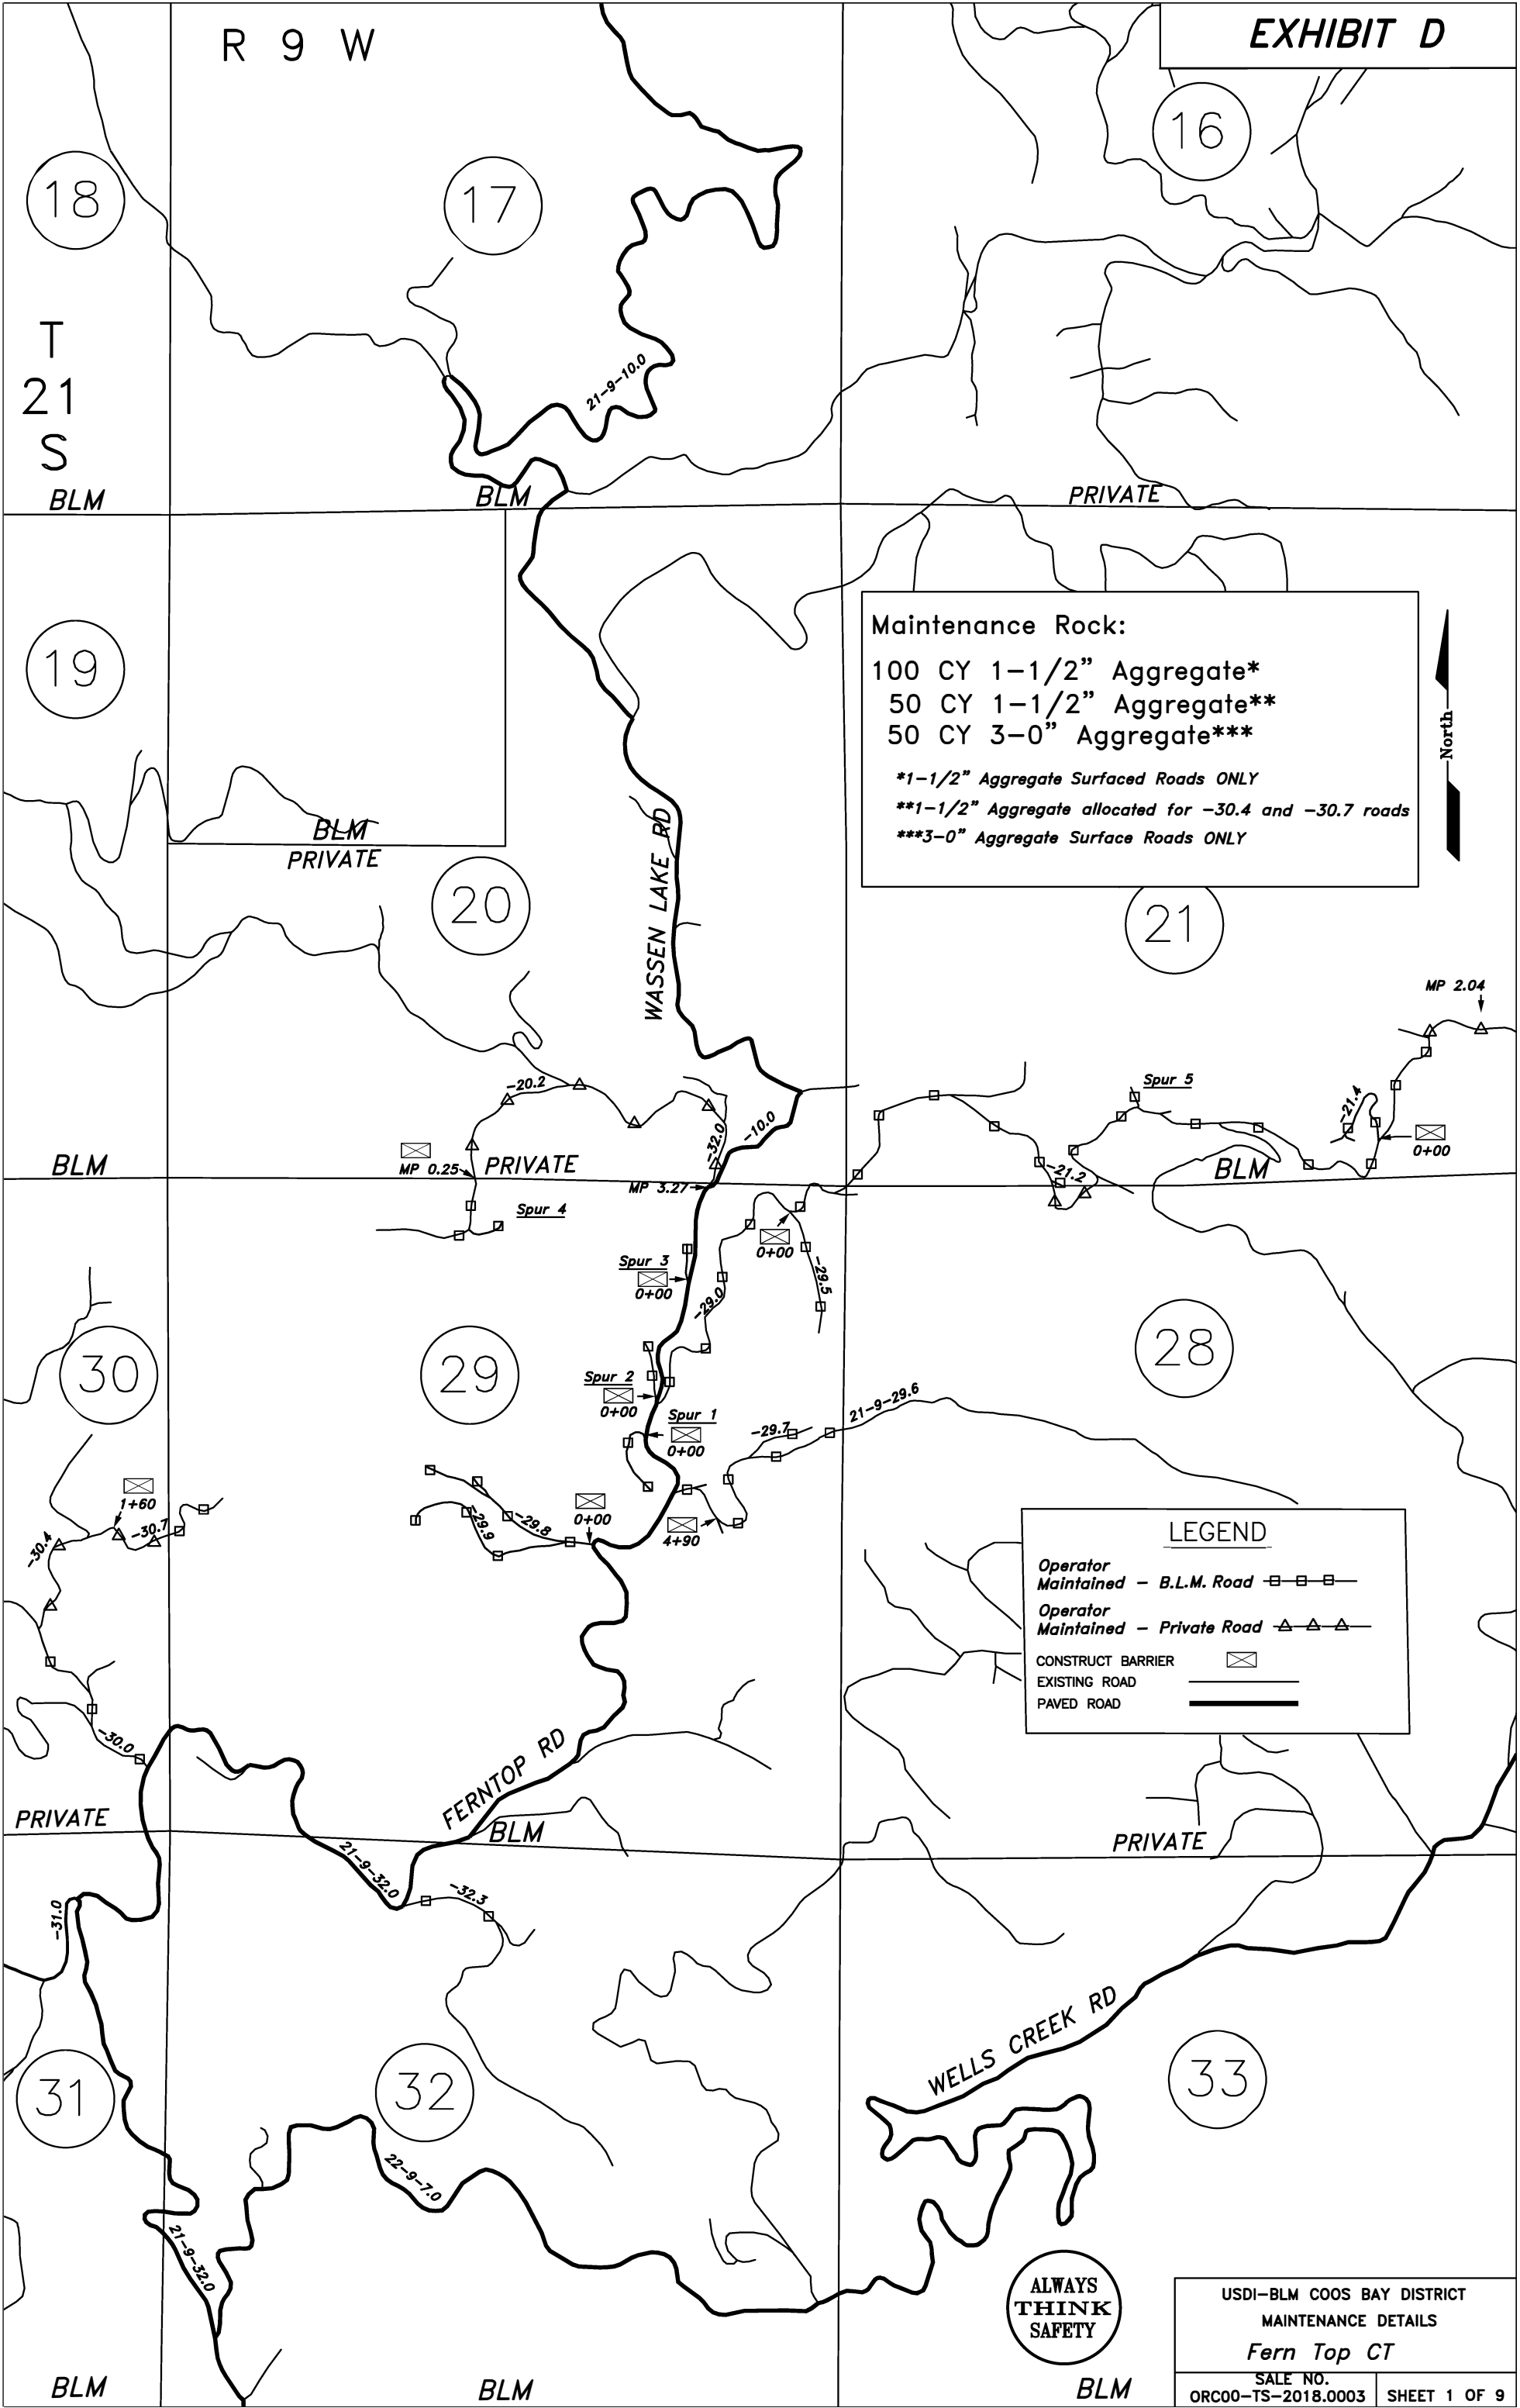 R 9 W
EXHIBIT D
16
18
17
T
21
S
21-9-10.0
BLM
BLM
PRIVATE
Maintenance Rock:
100 CY 1-1/2” Aggregate*
50 CY 1-1/2” Aggregate**
50 CY 3-0” Aggregate***
*1-1/2” Aggregate Surfaced Roads ONLY
**1-1/2” Aggregate allocated for -30.4 and -30.7 roads
***3-0” Aggregate Surface Roads ONLY
North
19
BLM
PRIVATE
20
WASSEN LAKE RD
21
MP 2.04
-20.2
Spur 5
-21.4
0+00
-32.0
-10.0
BLM
MP 0.25
PRIVATE
MP 3.27
-21.2
BLM
Spur 4
Spur 3
0+00
0+00
-29.5
-29.0
30
29
28
Spur 2
0+00
Spur 1
0+00
-29.7
21-9-29.6
1+60
-30.7
-30.4
-29.9
-29.8
0+00
4+90
LEGEND
Operator
Maintained - B.L.M. Road
Operator
Maintained - Private Road
CONSTRUCT BARRIER
EXISTING ROAD
PAVED ROAD
-30.0
FERNTOP RD
PRIVATE
BLM
PRIVATE
21-9-32.0
-32.3
-31.0
WELLS CREEK RD
31
32
33
22-9-7.0
21-9-32.0
ALWAYS
THINK
SAFETY
USDI-BLM COOS BAY DISTRICT
MAINTENANCE DETAILS
Fern Top CT
SALE NO.
ORC00-TS-2018.0003
SHEET 1 OF 9
BLM
BLM
BLM